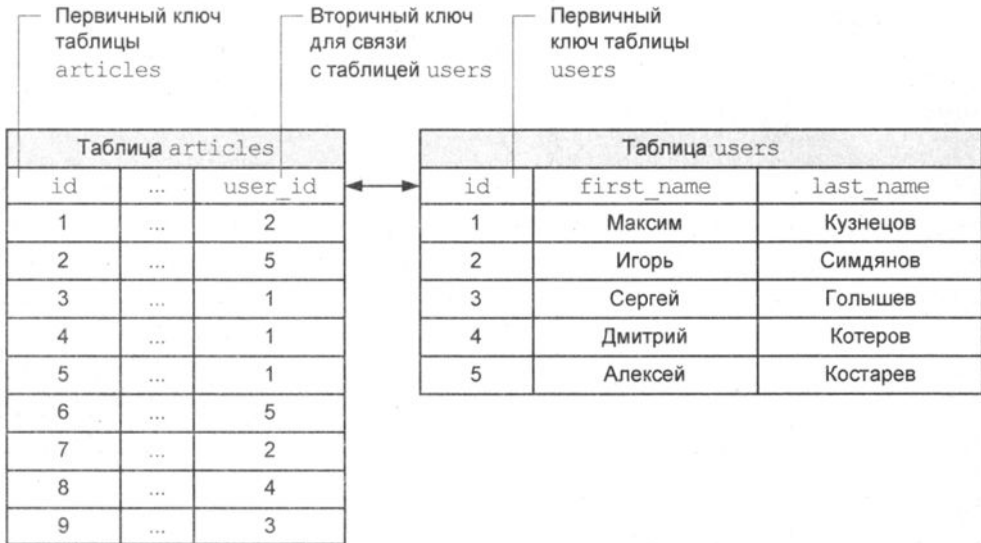 Первичный ключ
таблицы
articles
Вторичный ключ
для связи
с таблицей users
Первичный
ключ таблицы
users
Таблица articles
id ... user_id
1 ... 2
2 ... 5
3 ... 1
4 ... 1
5 ... 1
6 ... 5
7 ... 2
8 ... 4
9 ... 3
Таблица users
id first_name last_name
1 Максим Кузнецов
2 Игорь Симдянов
3 Сергей Голышев
4 Дмитрий Котеров
5 Алексей Костарев